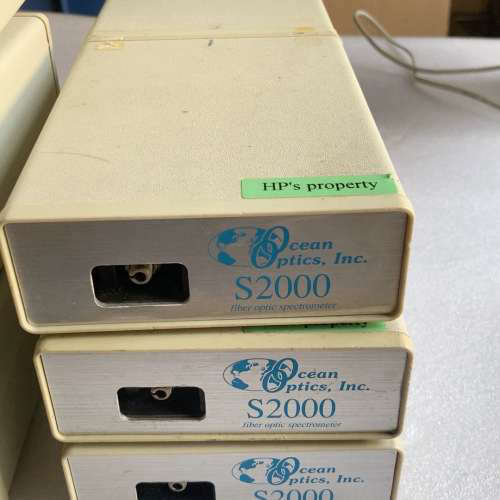 HP's property
Ocean
Optics, Inc.
S2000
fiber optic spectrometer
property
Ocean
Optics, Inc.
S2000
fiber optic spectrometer
Ocean
Optics, Inc.
S2000